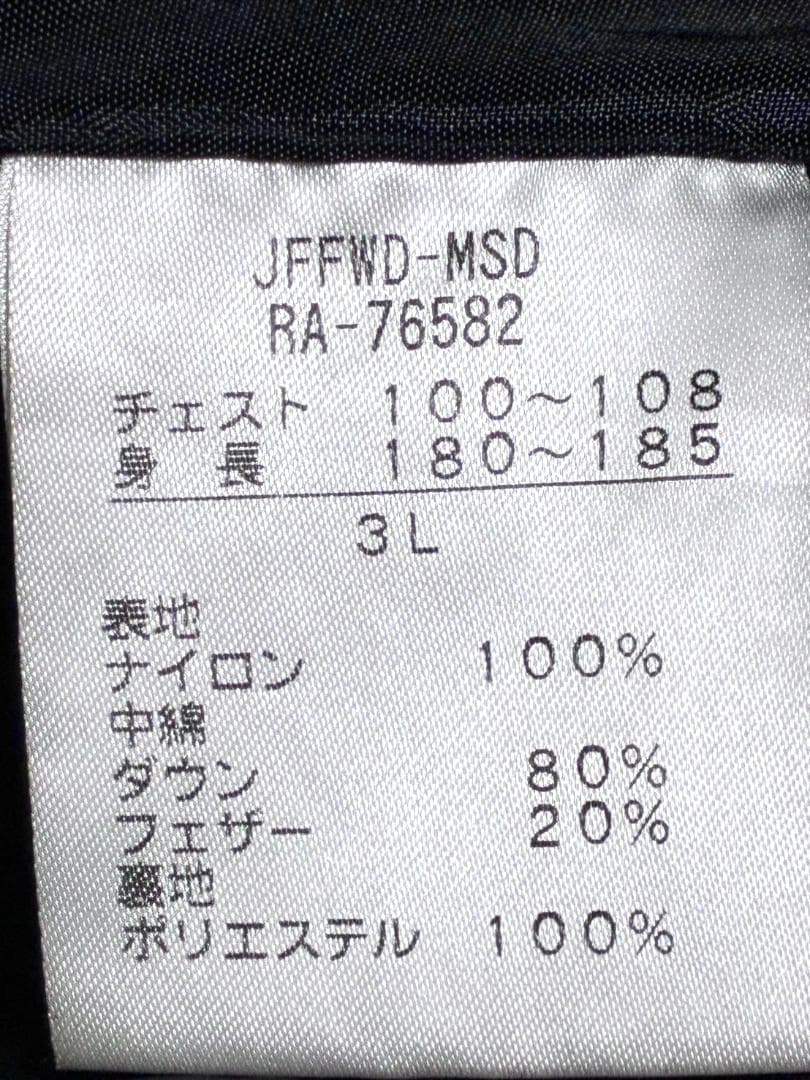 JFFWD-MSD
RA-76582
チェスト 100～108
身 長 180～185
3L
表地
ナイロン 100%
中綿
ダウン 80%
フェザー 20%
裏地
ポリエステル 100%